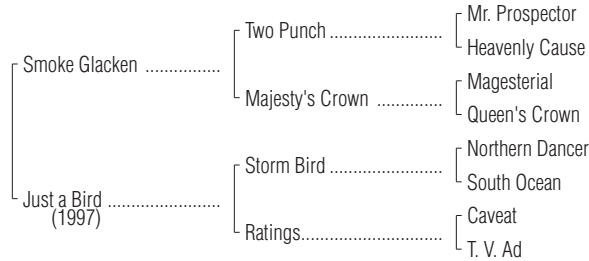 Mr. Prospector
Two Punch ......................
Heavenly Cause
Smoke Glacken ...............
Magesterial
Majesty's Crown .............
Queen's Crown
Northern Dancer
Storm Bird ......................
South Ocean
Just a Bird ......................
(1997)
Caveat
Ratings...........................
T. V. Ad